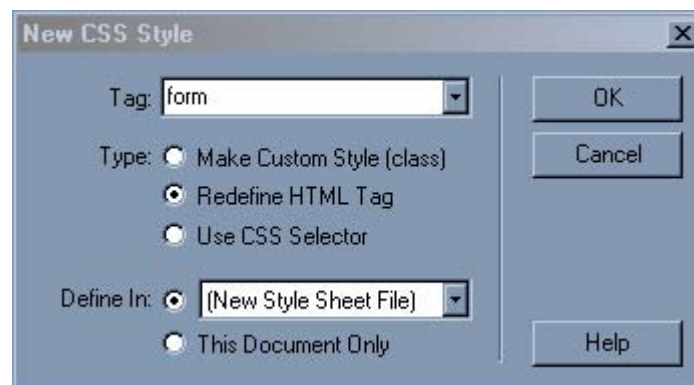 New CSS Style
Tag: form
OK
Type: Make Custom Style (class)
Cancel
Redefine HTML Tag
Use CSS Selector
Define In: (New Style Sheet File)
This Document Only
Help